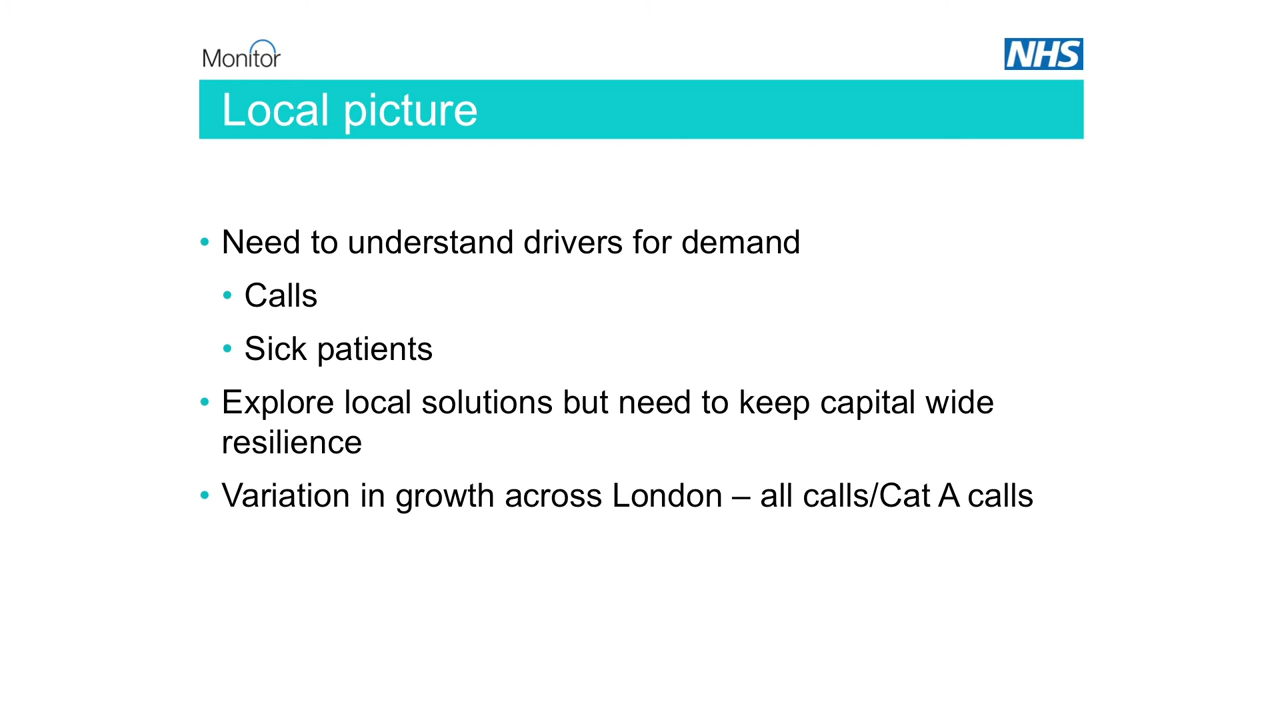 Monitor
NHS
Local picture
• Need to understand drivers for demand
• Calls
• Sick patients
• Explore local solutions but need to keep capital wide
resilience
• Variation in growth across London – all calls/Cat A calls